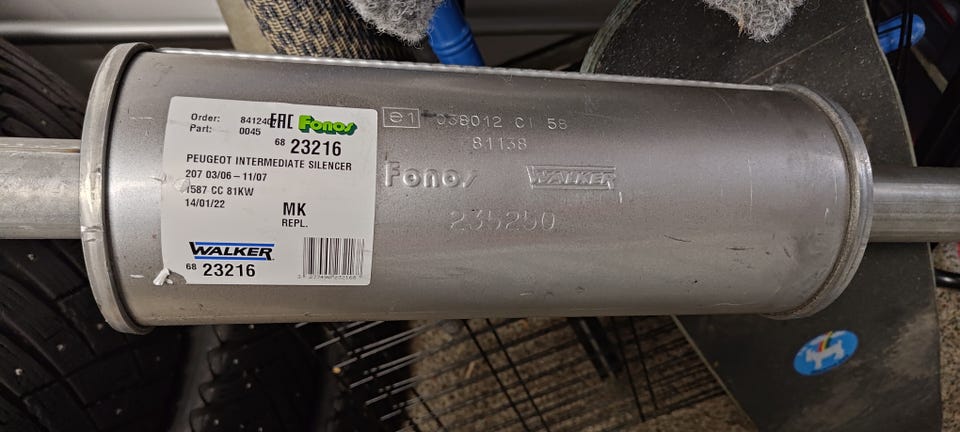 Order: 841240
Part: 0045
EAC Fonos
68 23216
PEUGEOT INTERMEDIATE SILENCER
207 03/06 – 11/07
1587 CC 81KW
14/01/22
MK
REPL.
WALKER
68 23216
e1 038012 CI 58
81138
Fonos WALKER
235250